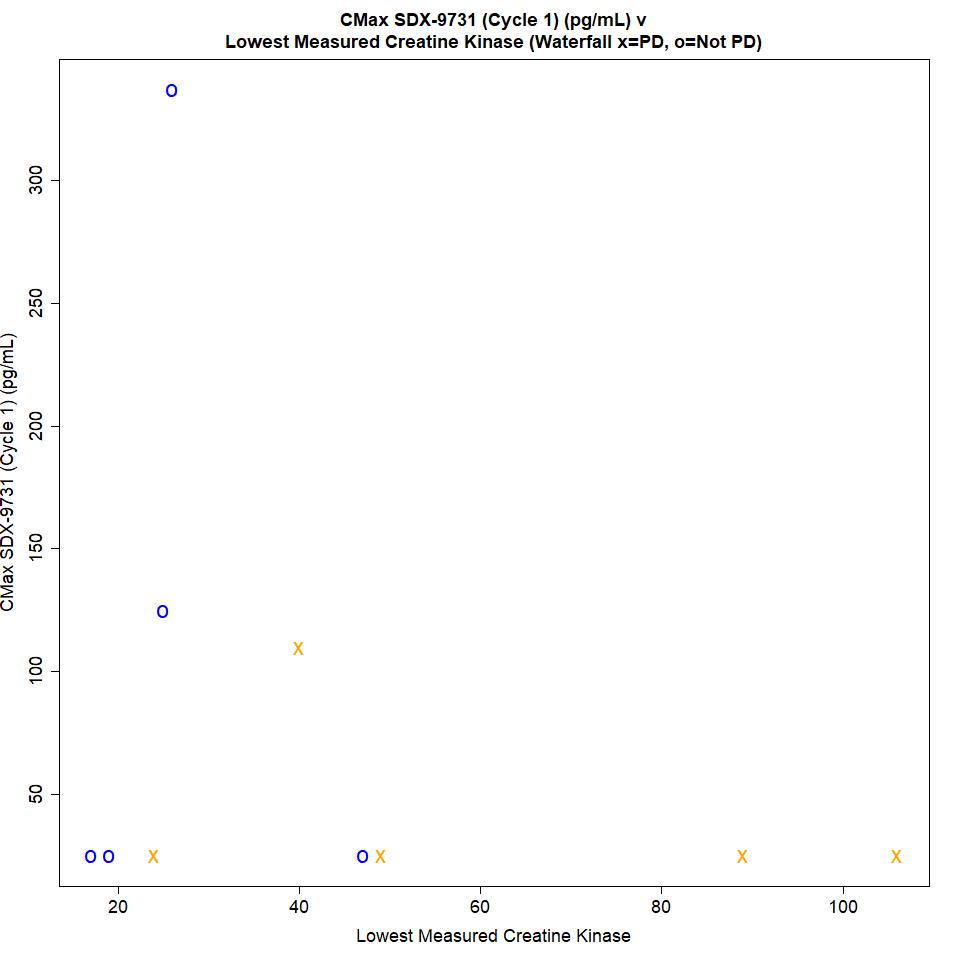 CMax SDX-9731 (Cycle 1) (pg/mL) v
Lowest Measured Creatine Kinase (Waterfall x=PD, o=Not PD)
CMax SDX-9731 (Cycle 1) (pg/mL)
300
250
200
150
100
50
O
O
X
O O X O X X X
20 40 60 80 100
Lowest Measured Creatine Kinase